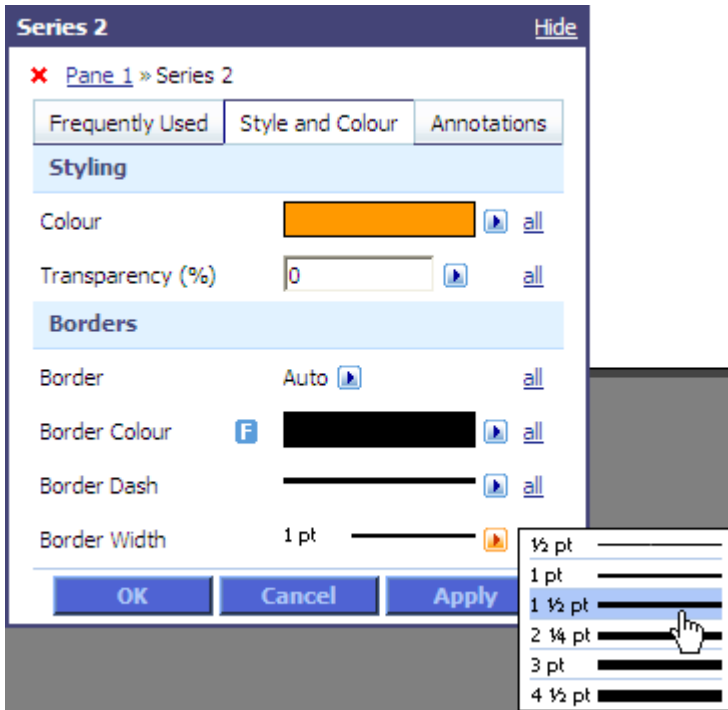 Series 2 Hide
Pane 1 » Series 2
Frequently Used Style and Colour Annotations
Styling
Colour all
Transparency (%) 0 all
Borders
Border Auto all
Border Colour F all
Border Dash all
Border Width 1 pt
OK Cancel Apply
½ pt
1 pt
1 ½ pt
2 ¼ pt
3 pt
4 ½ pt